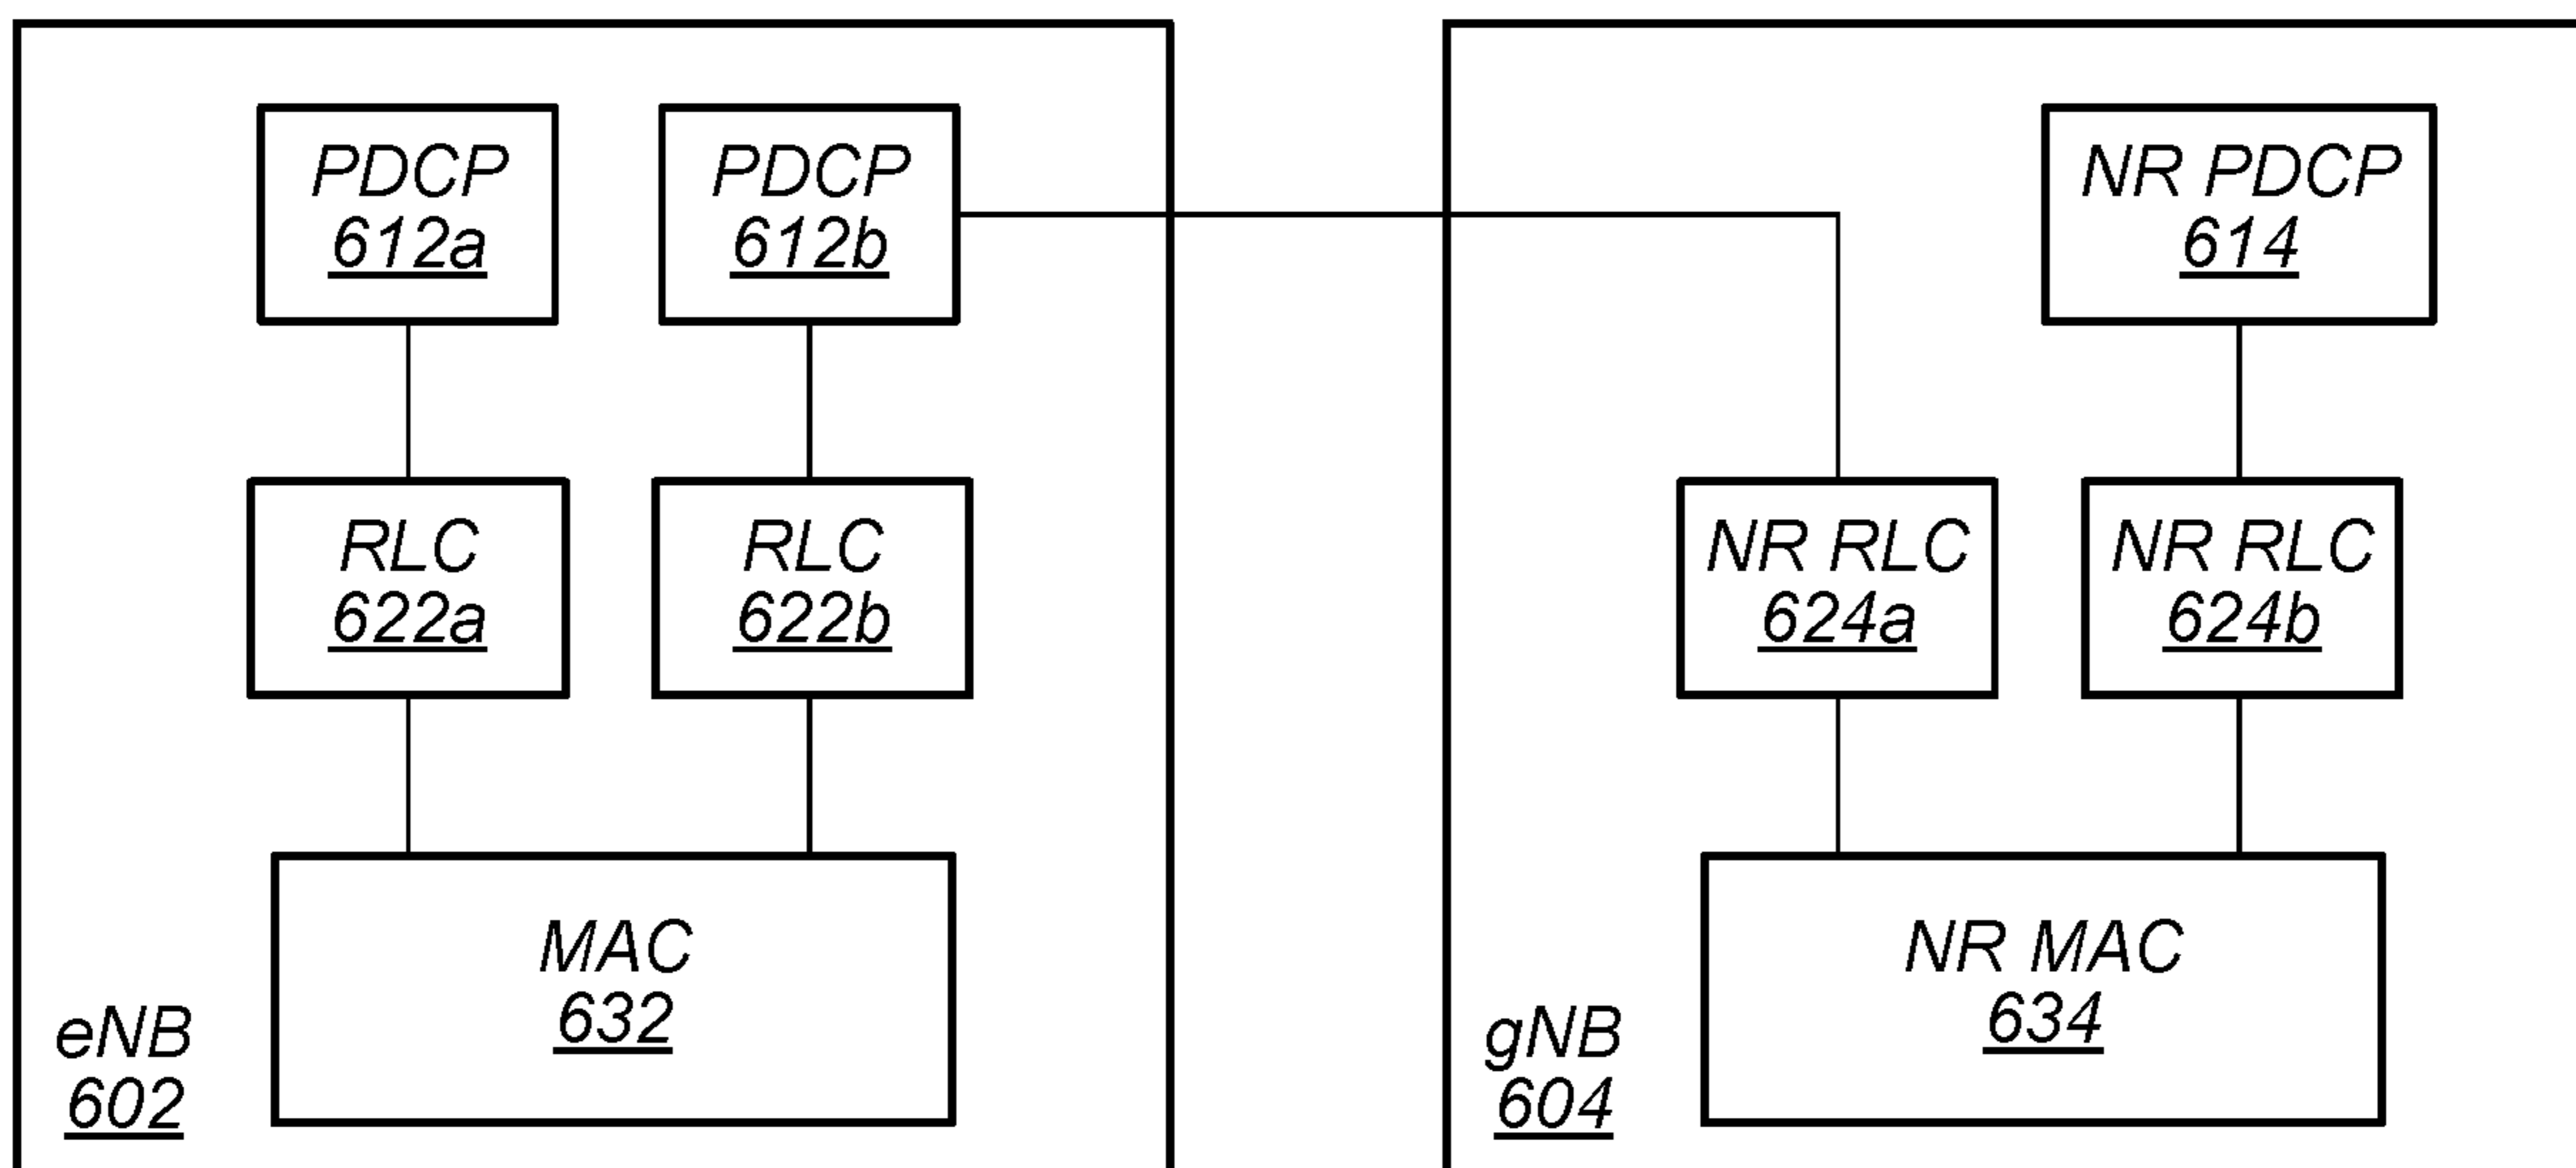 PDCP
612a
PDCP
612b
NR PDCP
614
RLC
622a
RLC
622b
NR RLC
624a
NR RLC
624b
MAC
632
NR MAC
634
eNB
602
gNB
604